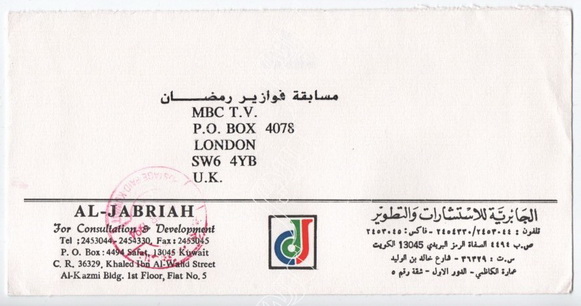 مسابقة فوازير رمضان
MBC T.V.
P.O. BOX 4078
LONDON
SW6 4YB
U.K.
AL-JABRIAH
For Consultation & Development
Tel : 2453044 - 2454330, Fax : 2453045
P. O. Box : 4494 Safat, 13045 Kuwait
C. R, 36329, Khaled Ibn Al-Walid Street
Al-Kazmi Bldg. 1st Floor, Flat No. 5
الجابرية للاستشارات والتطوير
تلفون : ٢٤٥٣٠٤٤/٢٤٥٤٣٣٠ - فاكس : ٢٤٥٣٠٤٥
ص.ب ٤٤٩٤ الصفاة الرمز البريدي 13045 الكويت
س.ت : ٣٦٣٢٩ - شارع خالد بن الوليد
عمارة الكاظمي - الدور الاول - شقة رقم ٥